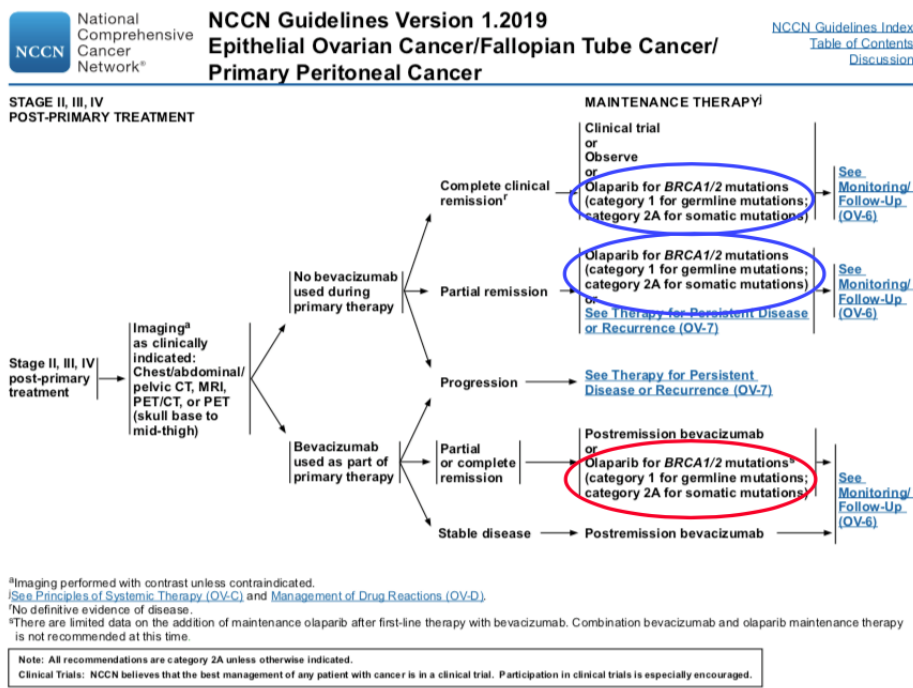 NCCN
National
Comprehensive
Cancer
Network®
NCCN Guidelines Version 1.2019
Epithelial Ovarian Cancer/Fallopian Tube Cancer/
Primary Peritoneal Cancer
NCCN Guidelines Index
Table of Contents
Discussion
STAGE II, III, IV
POST-PRIMARY TREATMENT
MAINTENANCE THERAPYj
Stage II, III, IV
post-primary
treatment
Imaginga
as clinically
indicated:
Chest/abdominal/
pelvic CT, MRI,
PET/CT, or PET
(skull base to
mid-thigh)
No bevacizumab
used during
primary therapy
Complete clinical
remissionr
Clinical trial
or
Observe
or
Olaparib for BRCA1/2 mutations
(category 1 for germline mutations;
category 2A for somatic mutations)
See
Monitoring/
Follow-Up
(OV-6)
Partial remission
Olaparib for BRCA1/2 mutations
(category 1 for germline mutations;
category 2A for somatic mutations)
or
See Therapy for Persistent Disease
or Recurrence (OV-7)
See
Monitoring/
Follow-Up
(OV-6)
Progression
See Therapy for Persistent
Disease or Recurrence (OV-7)
Bevacizumab
used as part of
primary therapy
Partial
or complete
remission
Postremission bevacizumab
or
Olaparib for BRCA1/2 mutationss
(category 1 for germline mutations;
category 2A for somatic mutations)
See
Monitoring/
Follow-Up
(OV-6)
Stable disease
Postremission bevacizumab
aImaging performed with contrast unless contraindicated.
jSee Principles of Systemic Therapy (OV-C) and Management of Drug Reactions (OV-D).
rNo definitive evidence of disease.
sThere are limited data on the addition of maintenance olaparib after first-line therapy with bevacizumab. Combination bevacizumab and olaparib maintenance therapy
is not recommended at this time.
Note: All recommendations are category 2A unless otherwise indicated.
Clinical Trials: NCCN believes that the best management of any patient with cancer is in a clinical trial. Participation in clinical trials is especially encouraged.